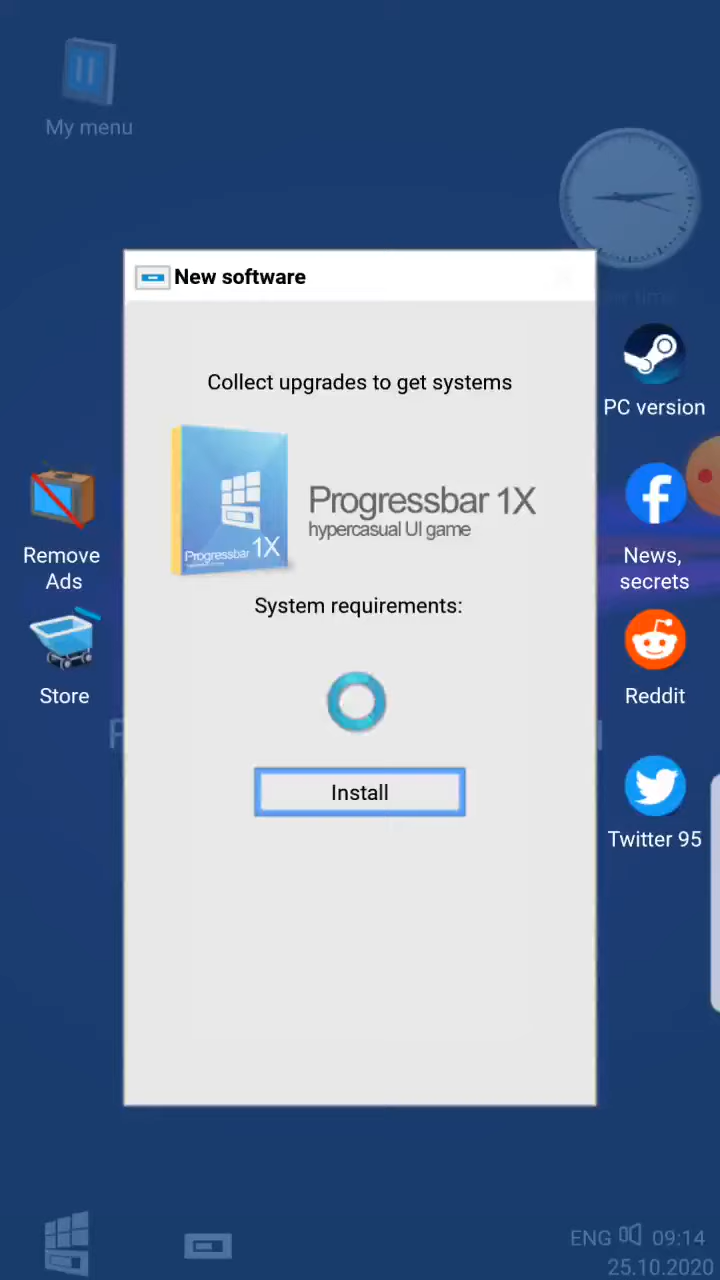 My menu
New software
Collect upgrades to get systems
PC version
Progressbar 1X
hypercasual UI game
Progressbar 1X
Remove
Ads
News,
secrets
System requirements:
Store
Reddit
Install
Twitter 95
ENG 09:14
25.10.2020